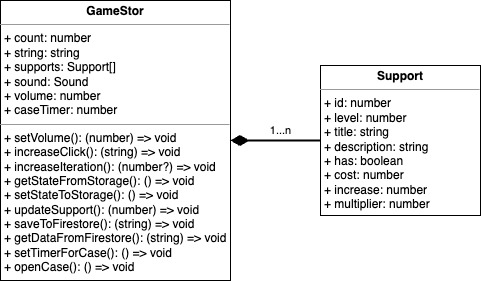 GameStor
+ count: number
+ string: string
+ supports: Support[]
+ sound: Sound
+ volume: number
+ caseTimer: number
+ setVolume(): (number) => void
+ increaseClick(): (string) => void
+ increaseIteration(): (number?) => void
+ getStateFromStorage(): () => void
+ setStateToStorage(): () => void
+ updateSupport(): (number) => void
+ saveToFirestore(): (string) => void
+ getDataFromFirestore(): (string) => void
+ setTimerForCase(): () => void
+ openCase(): () => void
1...n
Support
+ id: number
+ level: number
+ title: string
+ description: string
+ has: boolean
+ cost: number
+ increase: number
+ multiplier: number